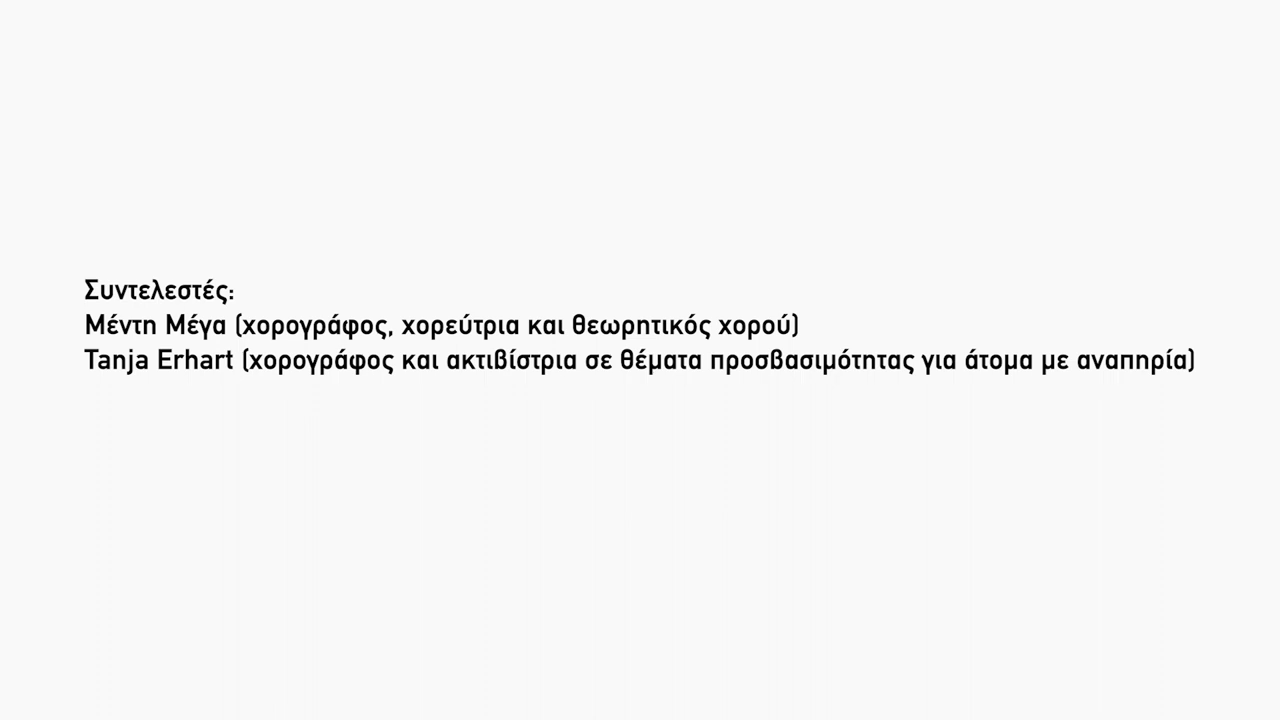 Συντελεστές:
Μέντη Μέγα (χορογράφος, χορεύτρια και θεωρητικός χορού)
Tanja Erhart (χορογράφος και ακτιβίστρια σε θέματα προσβασιμότητας για άτομα με αναπηρία)